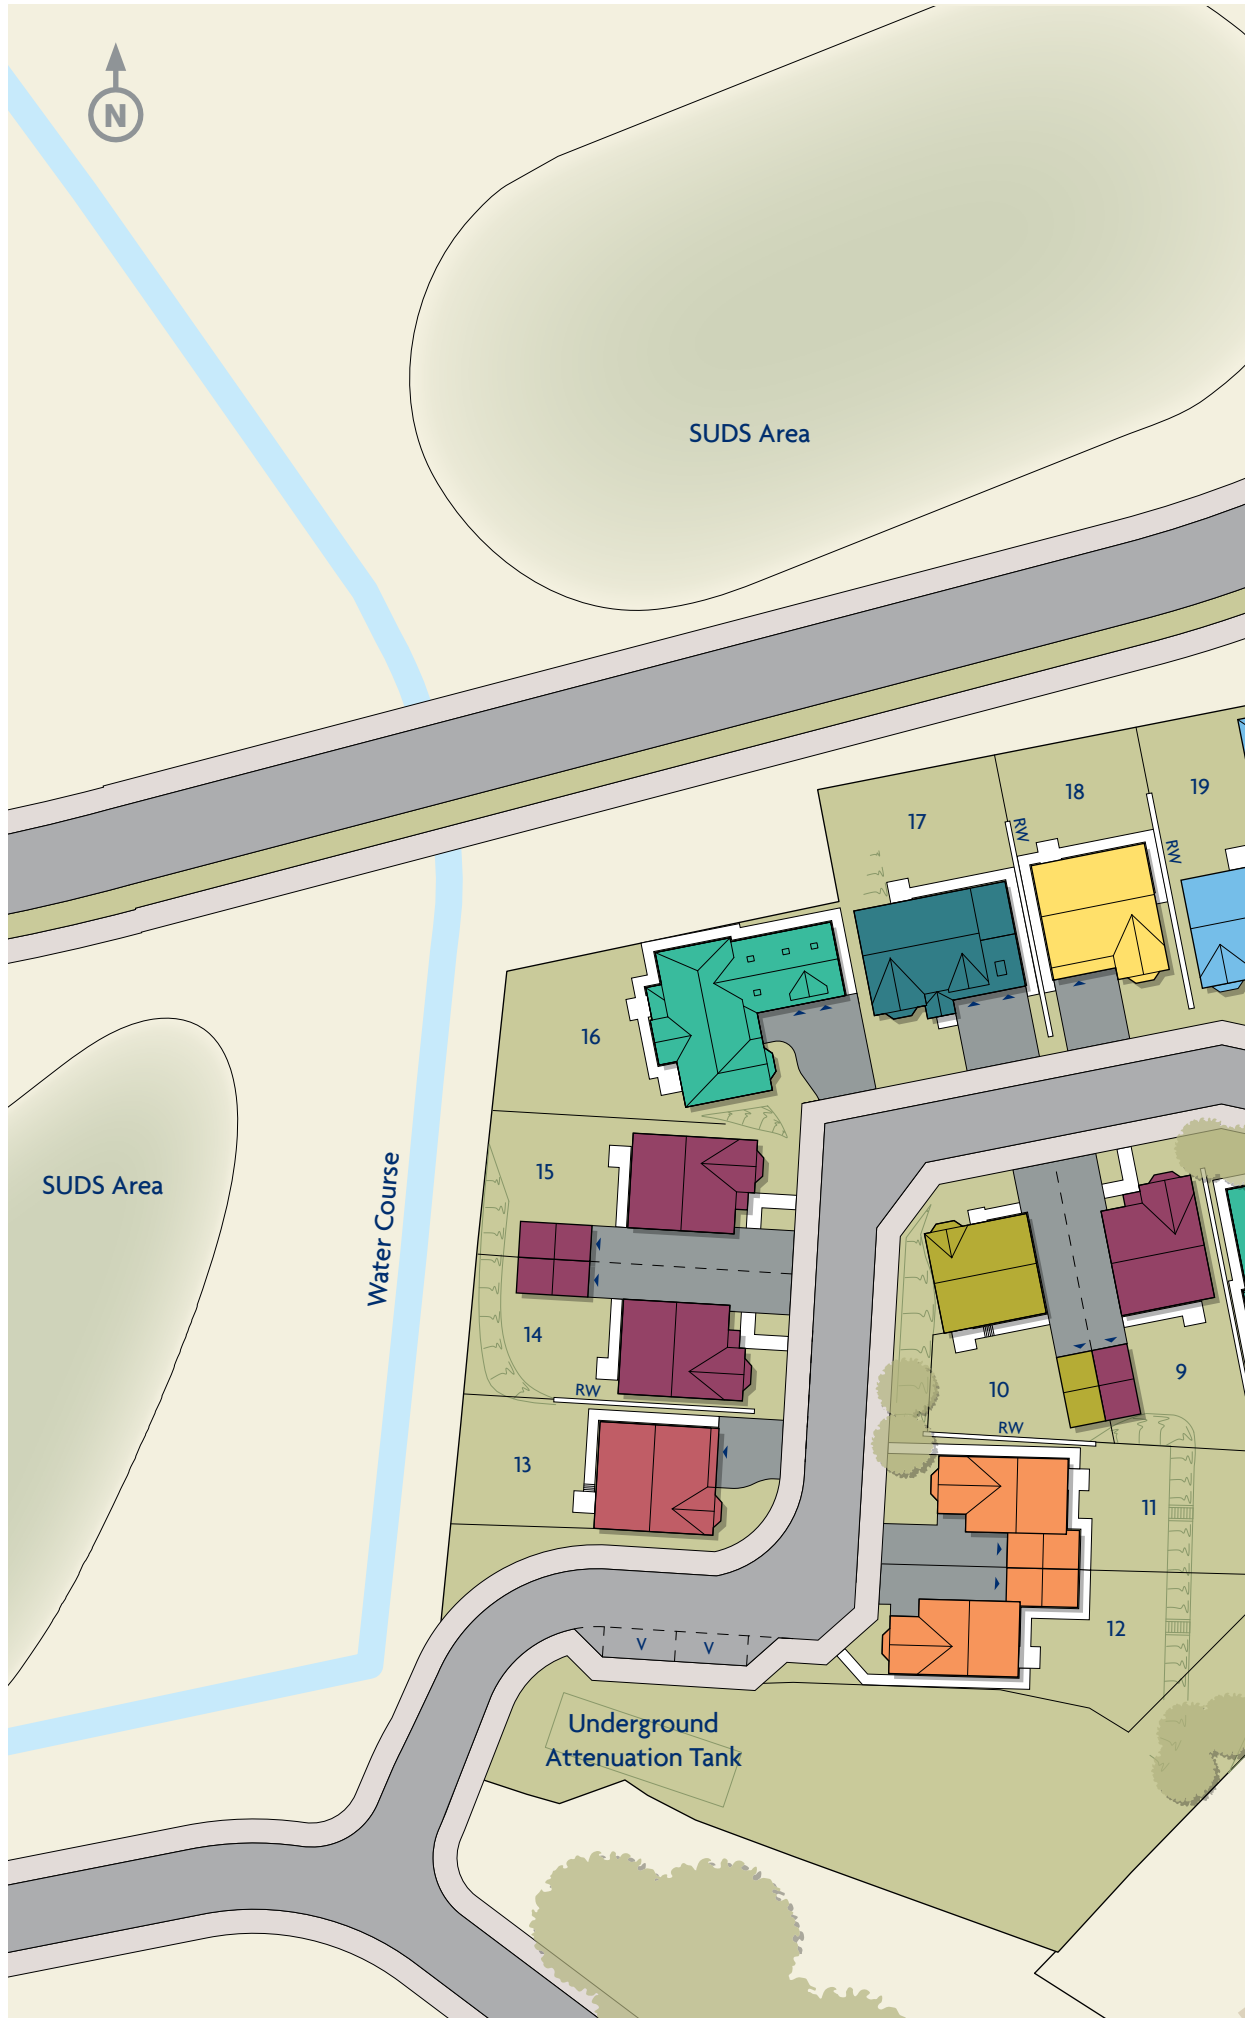 N
SUDS Area
18
19
17
RW
RW
16
15
SUDS Area
Water Course
14
10
9
RW
RW
13
11
12
V
V
Underground
Attenuation Tank